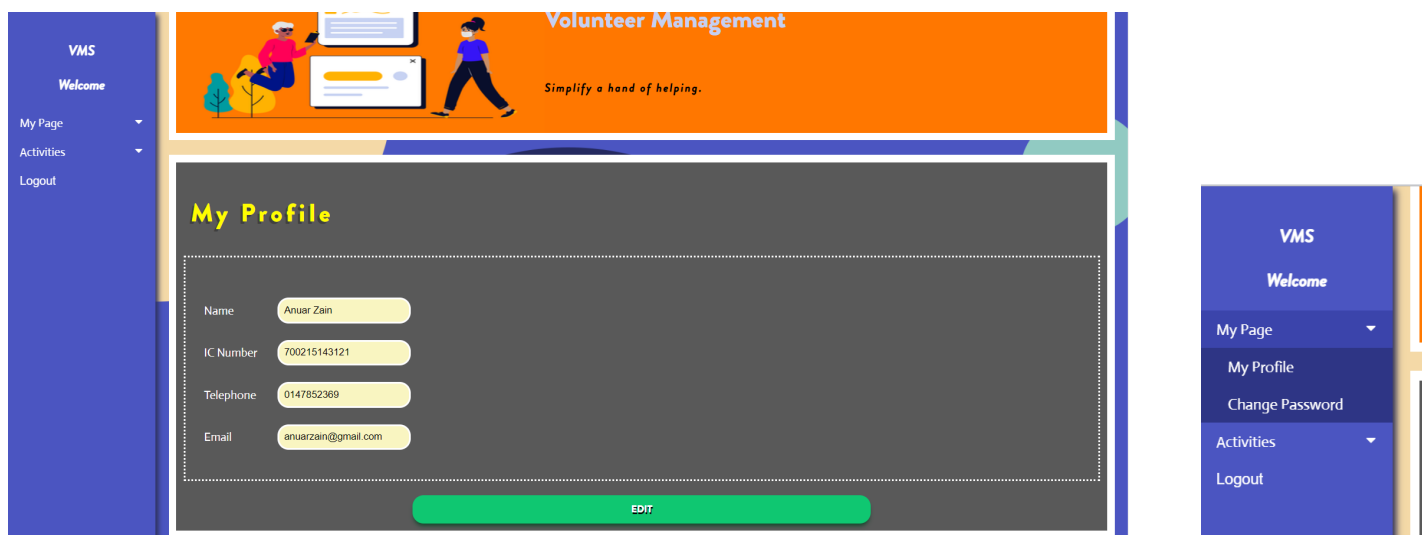 VMS
Welcome
My Page
Activities
Logout
Volunteer Management
Simplify a hand of helping.
My Profile
Name Anuar Zain
IC Number 700215143121
Telephone 0147852369
Email anuarzain@gmail.com
EDIT
VMS
Welcome
My Page
My Profile
Change Password
Activities
Logout